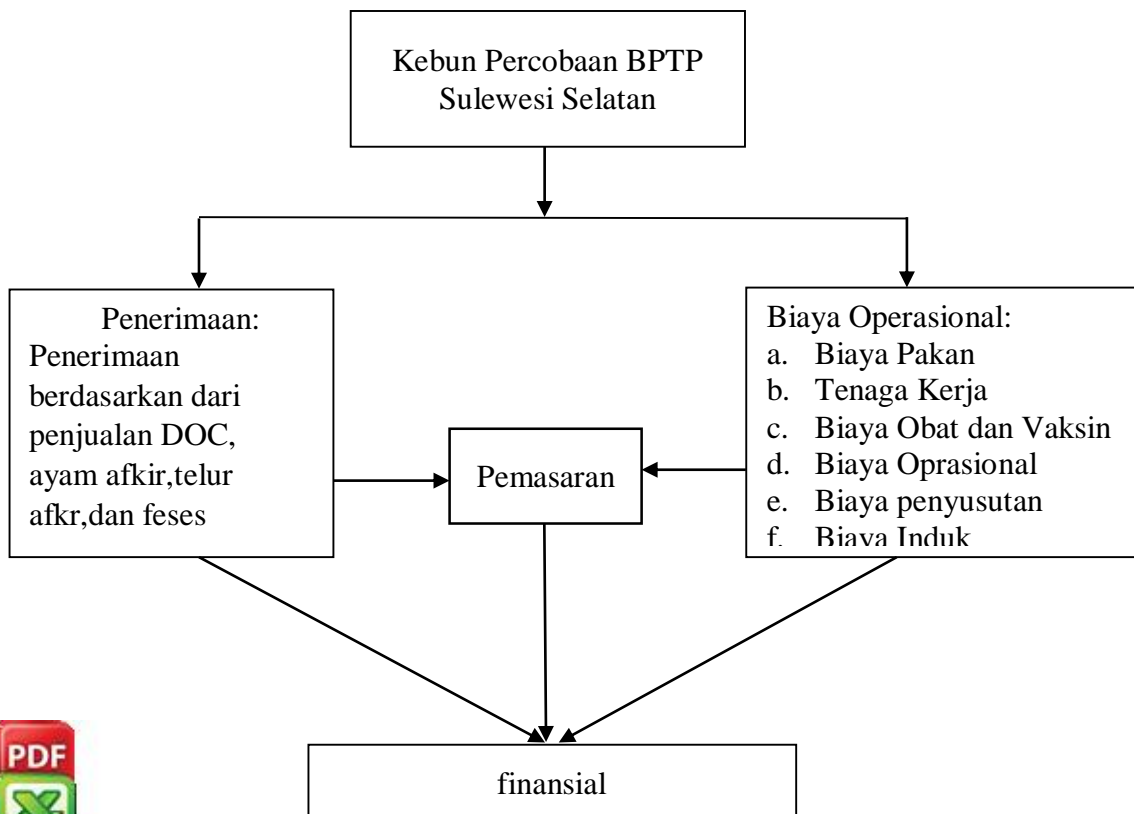 Kebun Percobaan BPTP
Sulewesi Selatan
Penerimaan:
Penerimaan
berdasarkan dari
penjualan DOC,
ayam afkir,telur
afkr,dan feses
Pemasaran
Biaya Operasional:
a. Biaya Pakan
b. Tenaga Kerja
c. Biaya Obat dan Vaksin
d. Biaya Oprasional
e. Biaya penyusutan
f. Biaya Induk
finansial
PDF